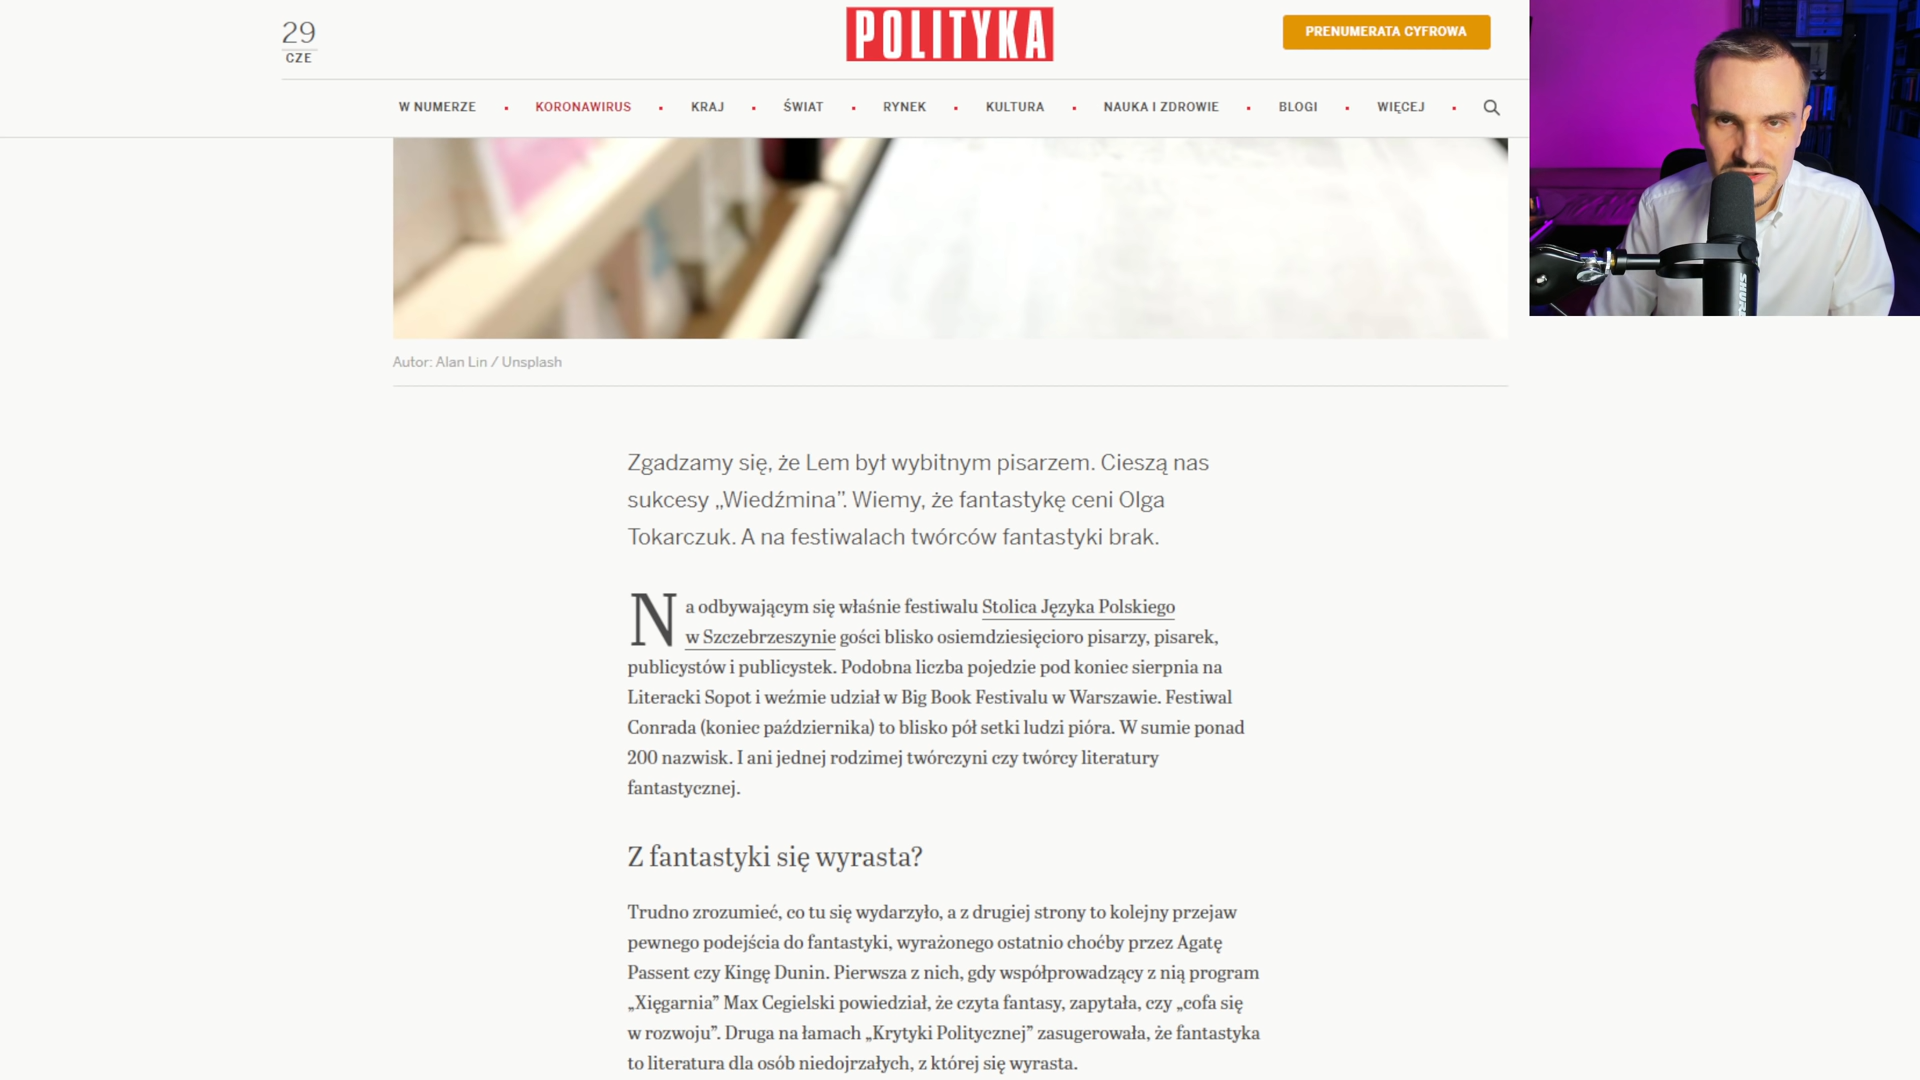 29
CZE
POLITYKA
PRENUMERATA CYFROWA
W NUMERZE
KORONAWIRUS
KRAJ
ŚWIAT
RYNEK
KULTURA
NAUKA I ZDROWIE
BLOGI
WIĘCEJ
SHURE
Autor: Alan Lin / Unsplash
Zgadzamy się, że Lem był wybitnym pisarzem. Cieszą nas
sukcesy „Wiedźmina”. Wiemy, że fantastykę ceni Olga
Tokarczuk. A na festiwalach twórców fantastyki brak.
Na odbywającym się właśnie festiwalu Stolica Języka Polskiego
w Szczebrzeszynie gości blisko osiemdziesięcioro pisarzy, pisarek,
publicystów i publicystek. Podobna liczba pojedzie pod koniec sierpnia na
Literacki Sopot i weźmie udział w Big Book Festivalu w Warszawie. Festiwal
Conrada (koniec października) to blisko pół setki ludzi pióra. W sumie ponad
200 nazwisk. I ani jednej rodzimej twórczyni czy twórcy literatury
fantastycznej.
Z fantastyki się wyrasta?
Trudno zrozumieć, co tu się wydarzyło, a z drugiej strony to kolejny przejaw
pewnego podejścia do fantastyki, wyrażonego ostatnio choćby przez Agatę
Passent czy Kingę Dunin. Pierwsza z nich, gdy współprowadzący z nią program
„Xięgarnia” Max Cegielski powiedział, że czyta fantasy, zapytała, czy „cofa się
w rozwoju”. Druga na łamach „Krytyki Politycznej” zasugerowała, że fantastyka
to literatura dla osób niedojrzałych, z której się wyrasta.